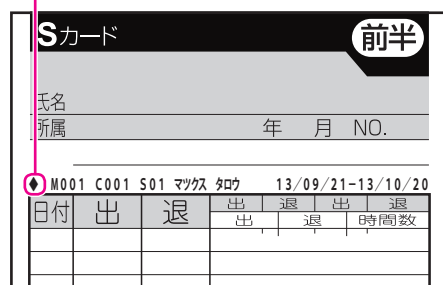 Sカード 前半
氏名
所属 年 月 NO.
♦ M001 C001 S01 マツクス タロウ 13/09/21-13/10/20
日付 出 退 出 退 出 退
出 退 時間数